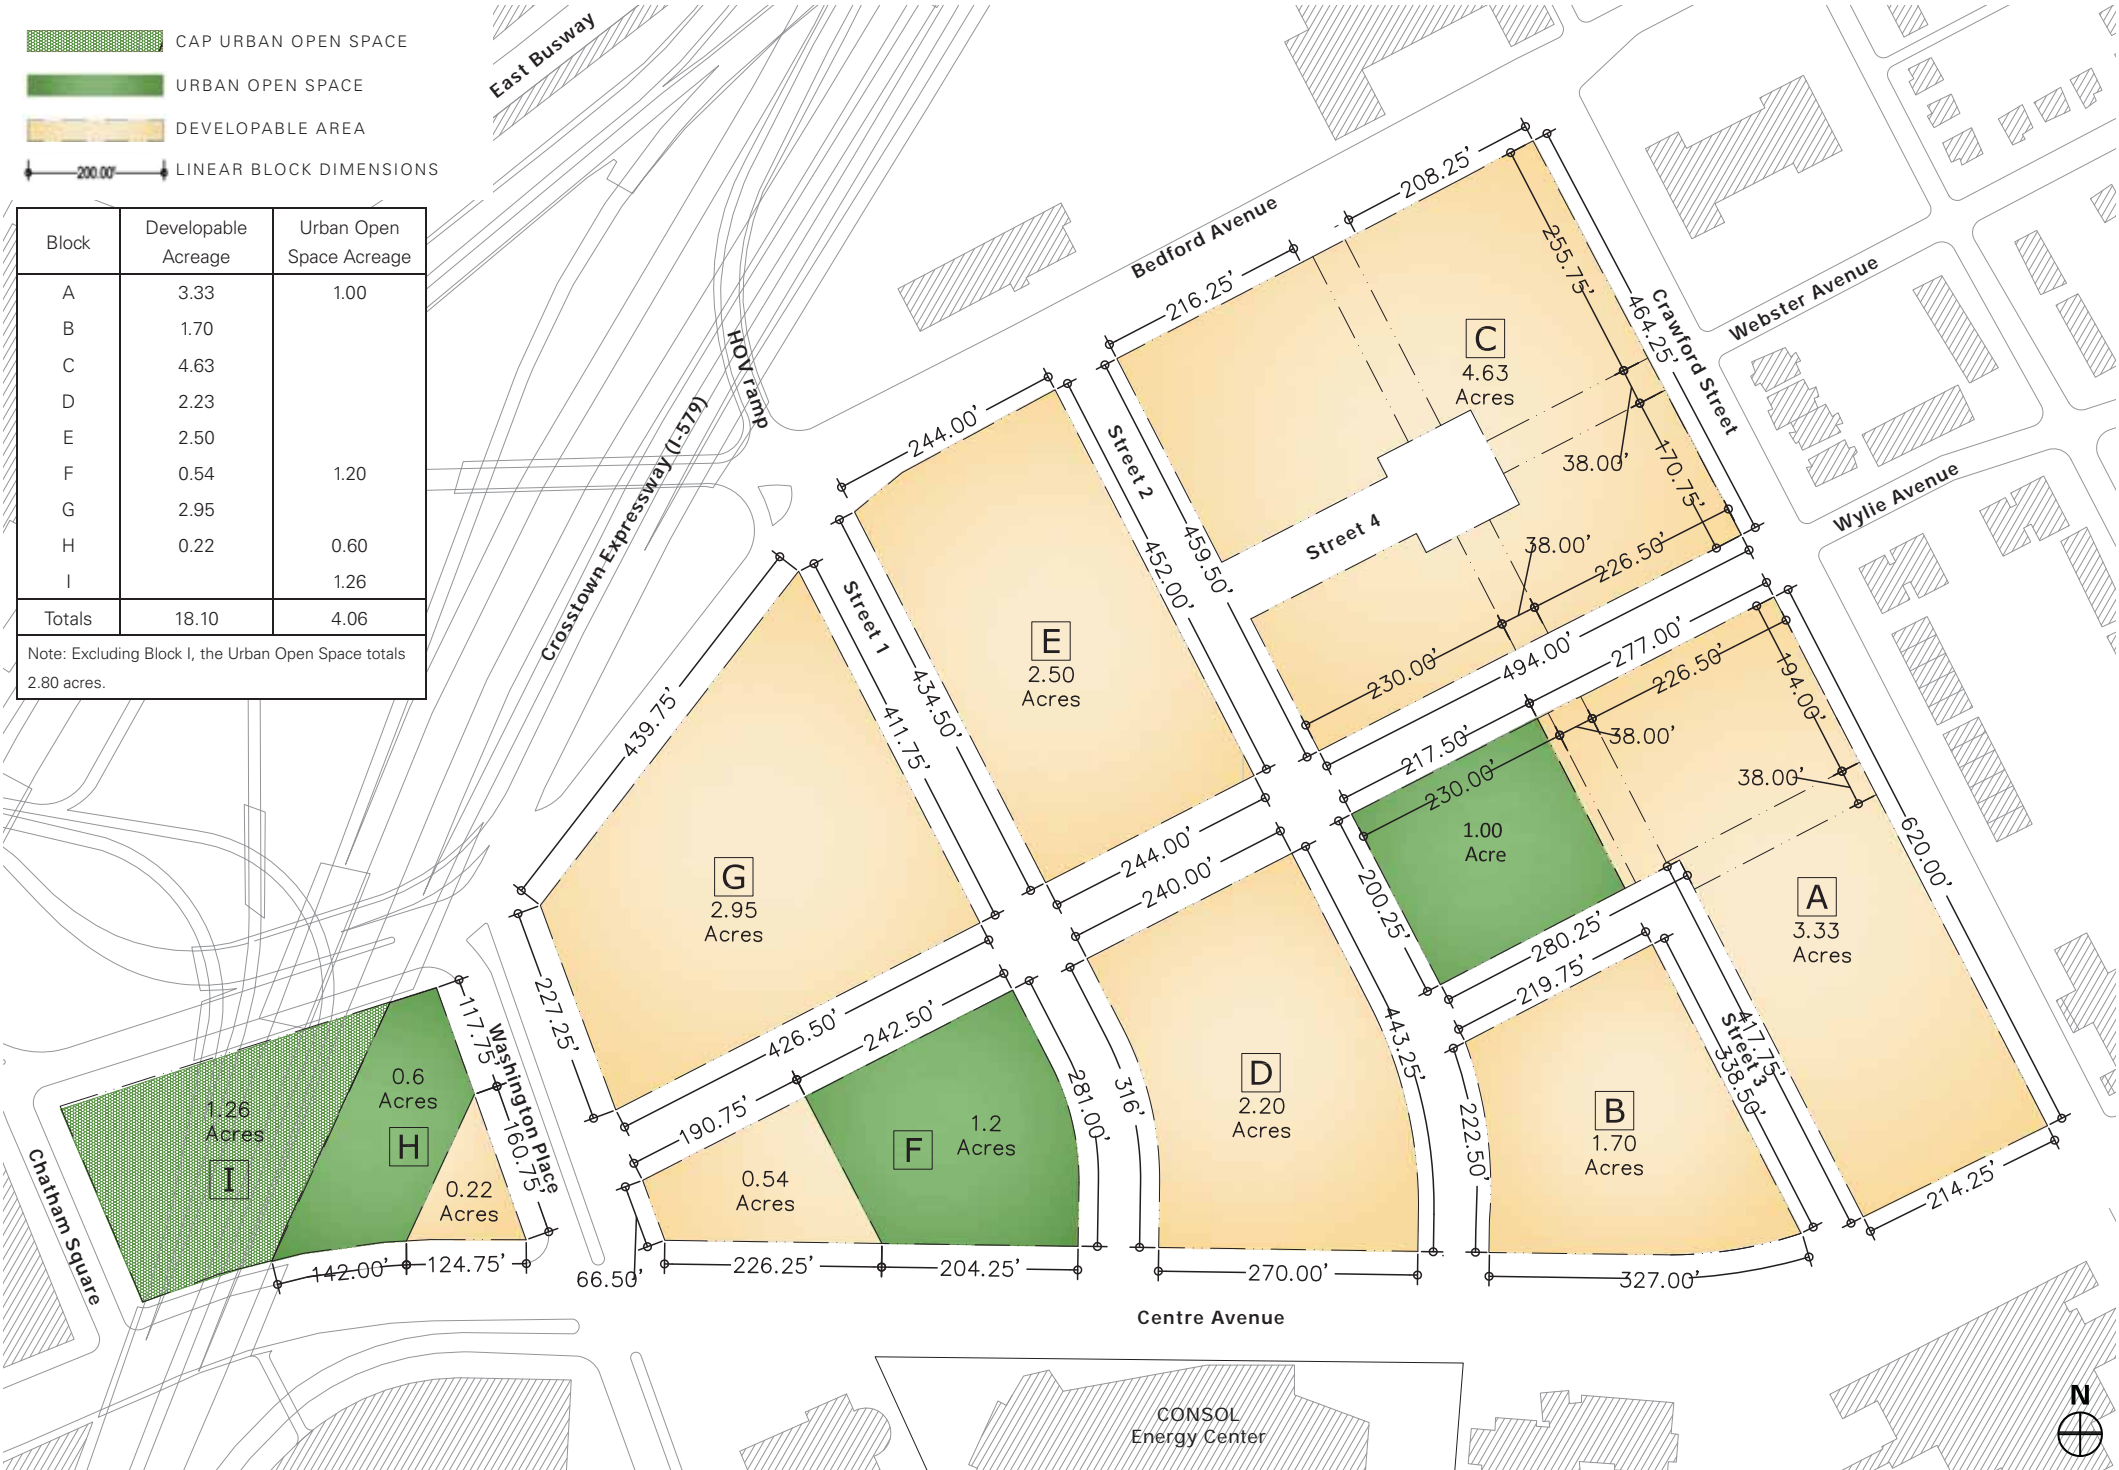 CAP URBAN OPEN SPACE
URBAN OPEN SPACE
DEVELOPABLE AREA
200.00'
LINEAR BLOCK DIMENSIONS
Block Developable Acreage Urban Open Space Acreage
A 3.33 1.00
B 1.70
C 4.63
D 2.23
E 2.50
F 0.54 1.20
G 2.95
H 0.22 0.60
I 1.26
Totals 18.10 4.06
Note: Excluding Block I, the Urban Open Space totals
2.80 acres.
East Busway
HOV ramp
Crosstown Expressway (I-579)
Bedford Avenue
Webster Avenue
Crawford Street
Wylie Avenue
208.25'
216.25'
255.75'
464.25'
C
4.63
Acres
38.00'
170.75'
Street 4
38.00'
226.50'
230.00'
494.00'
459.50'
Street 2
452.00'
244.00'
E
2.50
Acres
434.50'
244.00'
Street 1
411.75'
439.75'
G
2.95
Acres
227.25'
426.50'
277.00'
226.50'
194.00'
217.50'
38.00'
230.00'
38.00'
1.00
Acre
620.00'
200.25'
280.25'
A
3.33
Acres
417.75'
214.25'
Street 3
219.75'
338.50'
B
1.70
Acres
222.50'
327.00'
240.00'
443.25'
D
2.20
Acres
316'
270.00'
242.50'
281.00'
F
1.2
Acres
204.25'
190.75'
0.54
Acres
66.50'
226.25'
Washington Place
117.75'
160.75'
0.6
Acres
H
0.22
Acres
142.00'
124.75'
1.26
Acres
I
Chatham Square
Centre Avenue
CONSOL
Energy Center
N